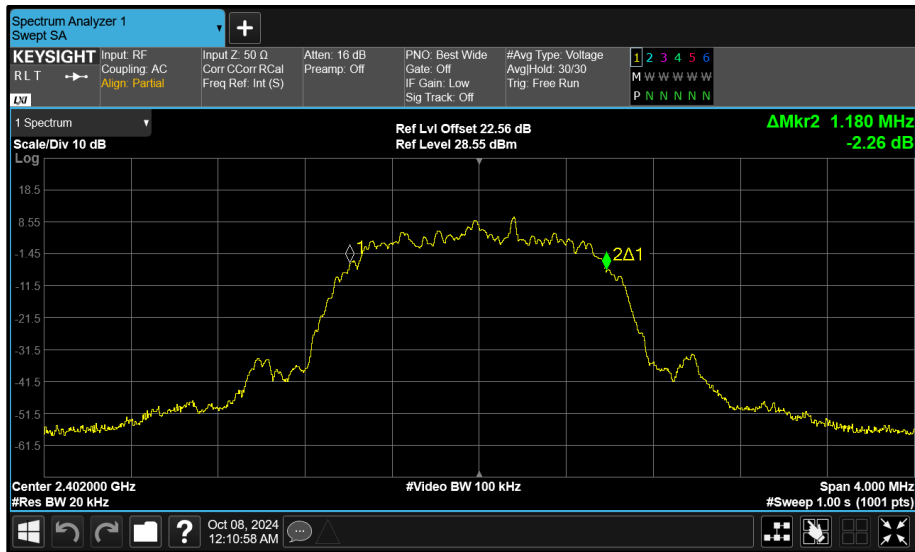 Spectrum Analyzer 1
Swept SA
KEYSIGHT
RLT
LXI
Input: RF
Coupling: AC
Align: Partial
Input Z: 50 Ω
Corr CCorr RCal
Freq Ref: Int (S)
Atten: 16 dB
Preamp: Off
PNO: Best Wide
Gate: Off
IF Gain: Low
Sig Track: Off
#Avg Type: Voltage
Avg|Hold: 30/30
Trig: Free Run
1 2 3 4 5 6
M W W W W W
P N N N N N
1 Spectrum
Scale/Div 10 dB
Ref Lvl Offset 22.56 dB
Ref Level 28.55 dBm
ΔMkr2 1.180 MHz
-2.26 dB
Log
18.5
8.55
-1.45
-11.5
-21.5
-31.5
-41.5
-51.5
-61.5
1
2Δ1
Center 2.402000 GHz
#Res BW 20 kHz
#Video BW 100 kHz
Span 4.000 MHz
#Sweep 1.00 s (1001 pts)
?
Oct 08, 2024
12:10:58 AM